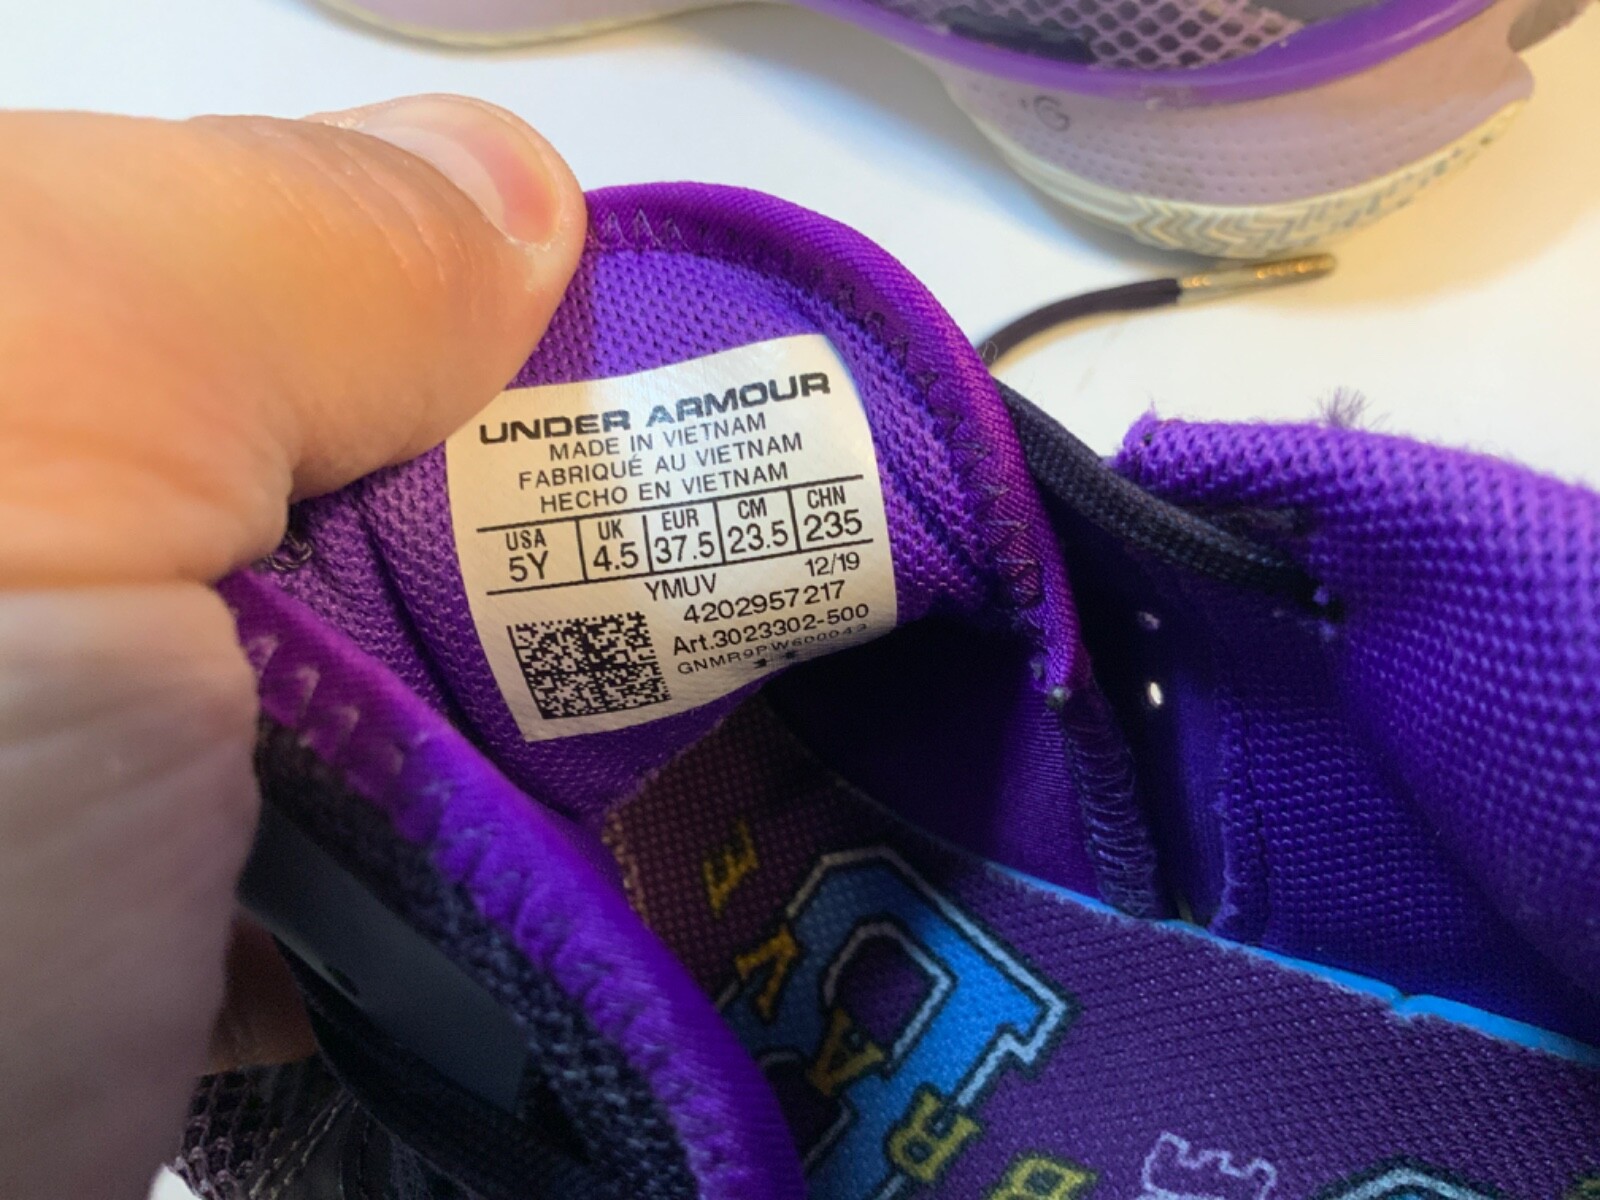 UNDER ARMOUR
MADE IN VIETNAM
FABRIQUÉ AU VIETNAM
HECHO EN VIETNAM
USA UK EUR CM CHN
5Y 4.5 37.5 23.5 235
YMUV 12/19
4202957217
Art.3023302-500
GNMR9PW600043